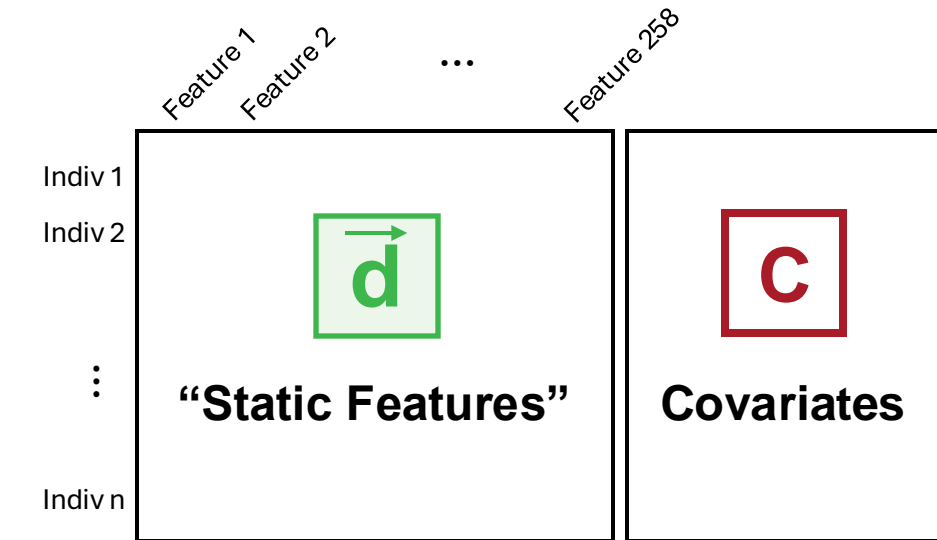 Feature 1
Feature 2
...
Feature 258
Indiv 1
Indiv 2
d
C
⋮
“Static Features”
Covariates
Indiv n